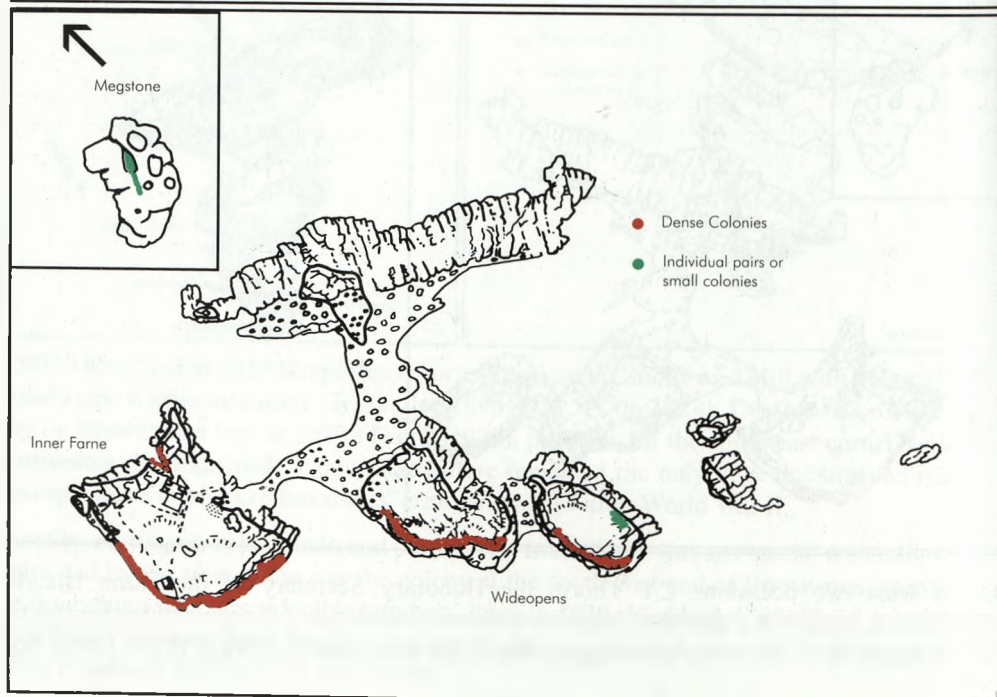 Megstone
Dense Colonies
Individual pairs or
small colonies
Inner Farne
Wideopens